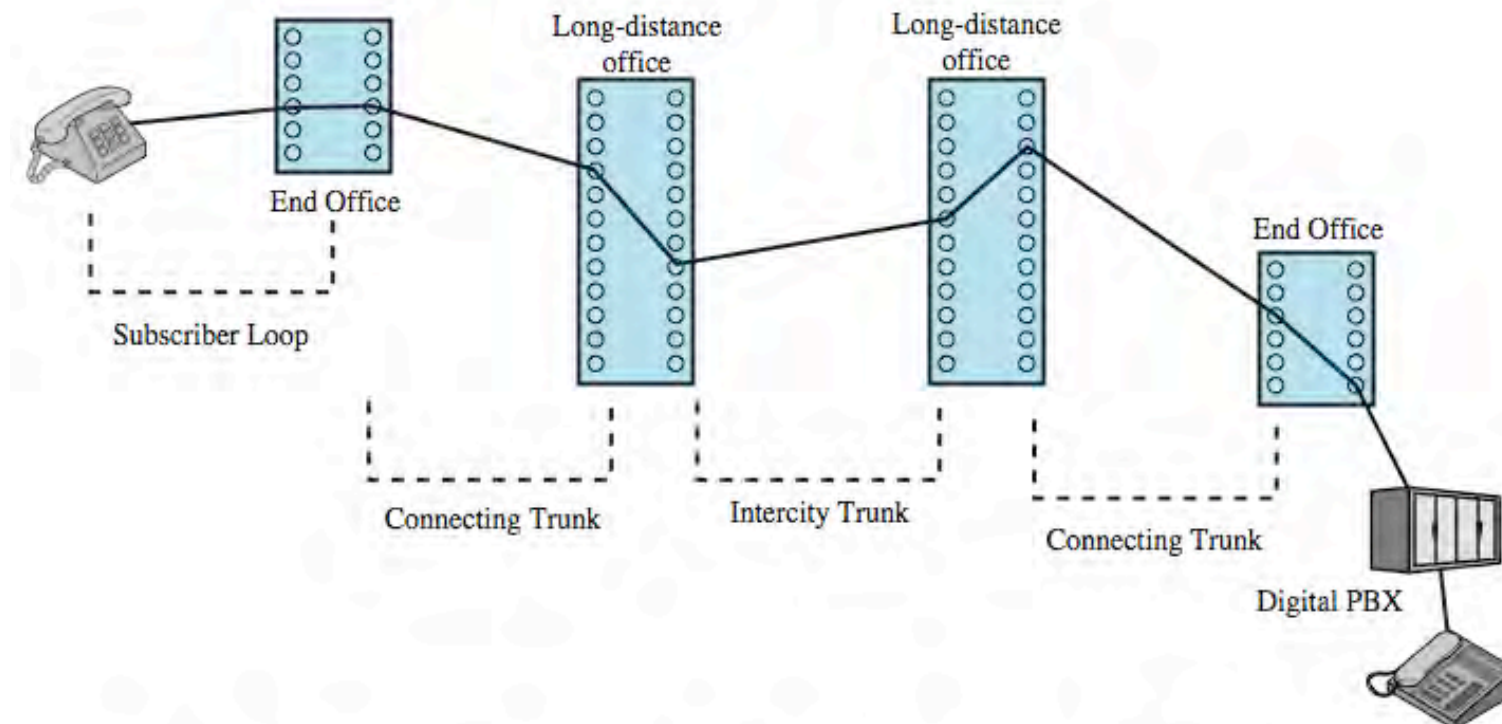 Long-distance
office
Long-distance
office
End Office
End Office
Subscriber Loop
Connecting Trunk
Intercity Trunk
Connecting Trunk
Digital PBX